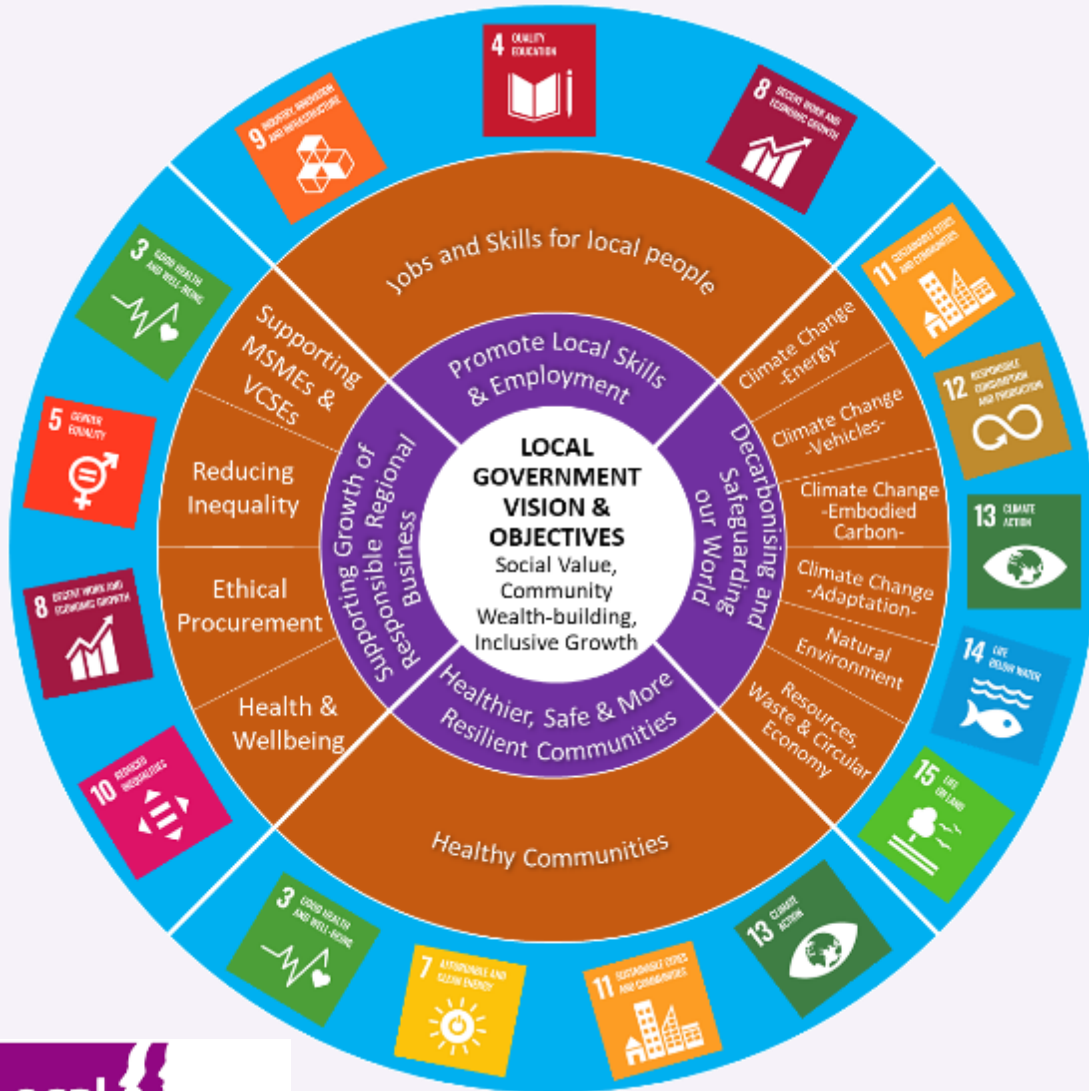 4 QUALITY
EDUCATION
8 DECENT WORK AND
ECONOMIC GROWTH
11 SUSTAINABLE CITIES
AND COMMUNITIES
12 RESPONSIBLE
CONSUMPTION
AND PRODUCTION
13 CLIMATE
ACTION
14 LIFE
BELOW WATER
15 LIFE
ON LAND
13 CLIMATE
ACTION
11 SUSTAINABLE CITIES
AND COMMUNITIES
7 AFFORDABLE AND
CLEAN ENERGY
3 GOOD HEALTH
AND WELL-BEING
10 REDUCED
INEQUALITIES
8 DECENT WORK AND
ECONOMIC GROWTH
5 GENDER
EQUALITY
3 GOOD HEALTH
AND WELL-BEING
9 INDUSTRY, INNOVATION
AND INFRASTRUCTURE
Jobs and Skills for local people
Climate Change
-Energy-
Climate Change
-Vehicles-
Climate Change
-Embodied
Carbon-
Climate Change
-Adaptation-
Natural
Environment
Resources,
Waste & Circular
Economy
Healthy Communities
Health &
Wellbeing
Ethical
Procurement
Reducing
Inequality
Supporting
MSMEs &
VCSEs
Promote Local Skills
& Employment
Decarbonising and
Safeguarding
our World
Healthier, Safe & More
Resilient Communities
Supporting Growth of
Responsible Regional
Business
LOCAL
GOVERNMENT
VISION &
OBJECTIVES
Social Value,
Community
Wealth-building,
Inclusive Growth